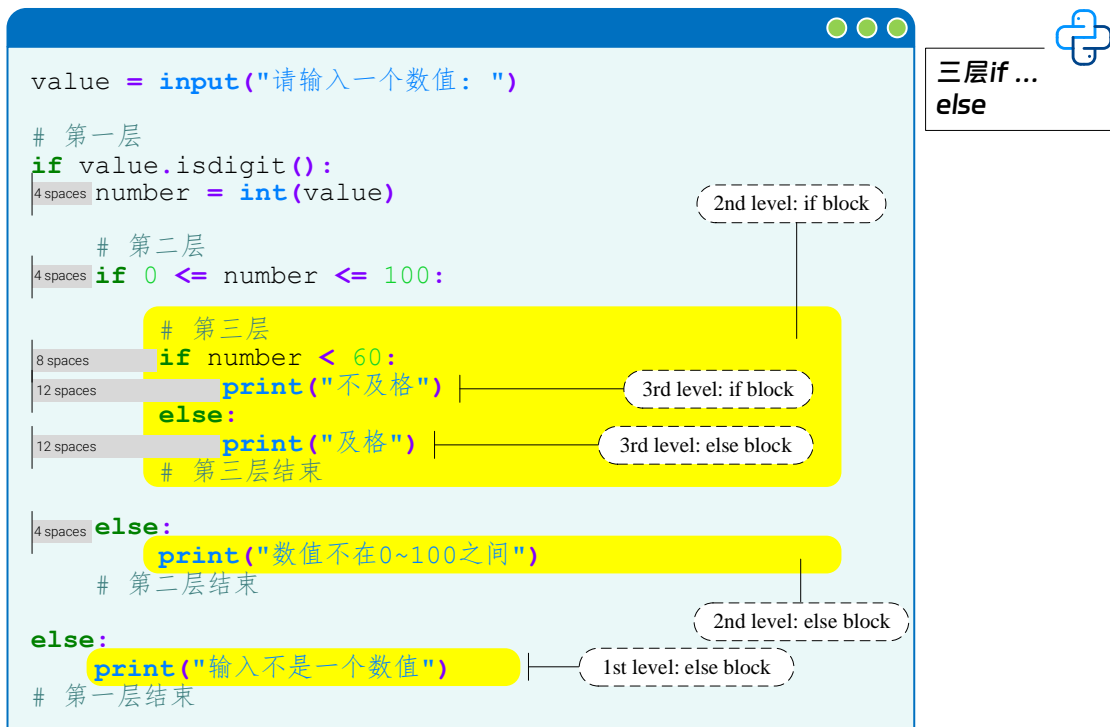 三层if ...
else
value = input("请输入一个数值: ")
# 第一层
if value.isdigit():
4 spaces number = int(value)
2nd level: if block
# 第二层
4 spaces if 0 <= number <= 100:
# 第三层
8 spaces if number < 60:
12 spaces print("不及格") 3rd level: if block
else:
12 spaces print("及格") 3rd level: else block
# 第三层结束
4 spaces else:
print("数值不在0~100之间")
# 第二层结束
2nd level: else block
else:
print("输入不是一个数值") 1st level: else block
# 第一层结束